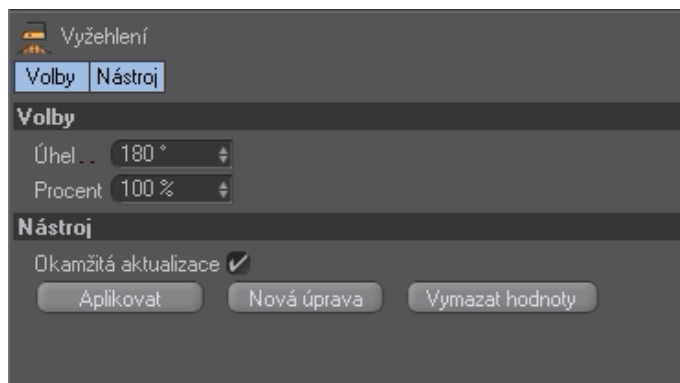 Vyžehlení
Volby Nástroj
Volby
Úhel . . 180 °
Procent 100 %
Nástroj
Okamžitá aktualizace
Aplikovat Nová úprava Vymazat hodnoty